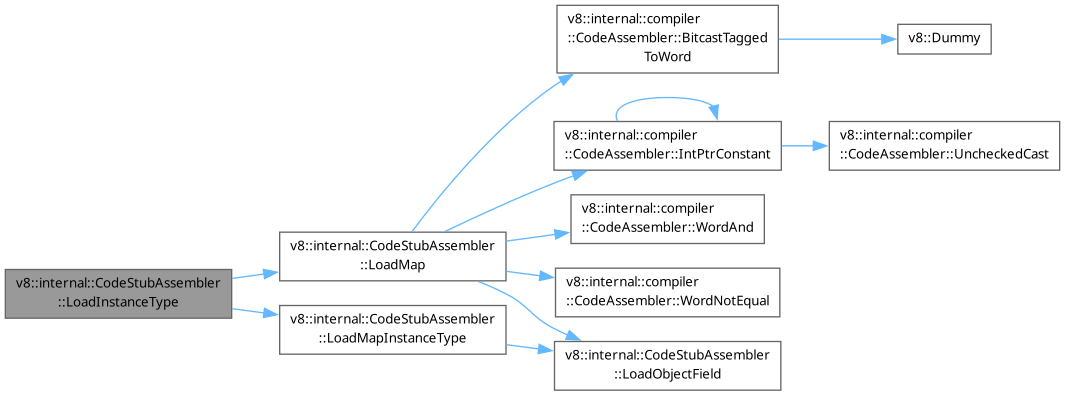 v8::internal::CodeStubAssembler
::LoadInstanceType
v8::internal::CodeStubAssembler
::LoadMap
v8::internal::CodeStubAssembler
::LoadMapInstanceType
v8::internal::compiler
::CodeAssembler::BitcastTagged
ToWord
v8::internal::compiler
::CodeAssembler::IntPtrConstant
v8::internal::compiler
::CodeAssembler::WordAnd
v8::internal::compiler
::CodeAssembler::WordNotEqual
v8::internal::CodeStubAssembler
::LoadObjectField
v8::Dummy
v8::internal::compiler
::CodeAssembler::UncheckedCast